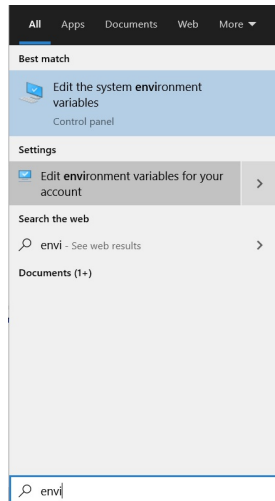 All Apps Documents Web More
Best match
Edit the system environment
variables
Control panel
Settings
Edit environment variables for your
account
Search the web
envi - See web results
Documents (1+)
envi